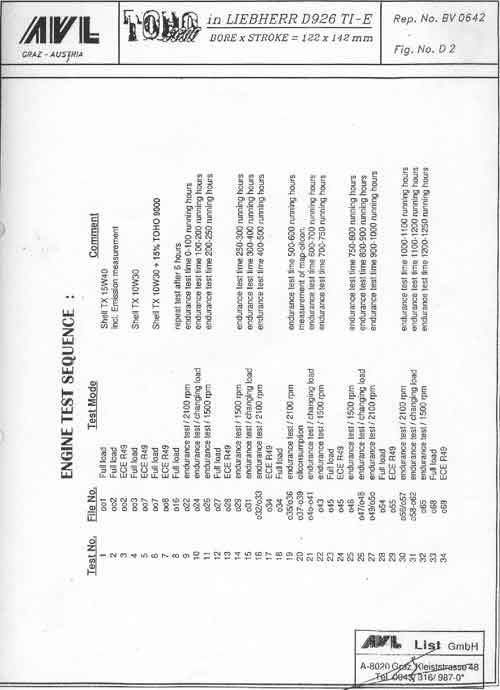 AVL
GRAZ - AUSTRIA
TOHO
in LIEBHERR D926 TI-E
BORE x STROKE = 122 x 142 mm
Rep. No. BV 0642
Fig. No. D 2
ENGINE TEST SEQUENCE :
Test No. File No. Test Mode Comment
1 oo1 Full load Shell TX 15W40
2 oo2 Full load Incl. Emission measurement
3 oo2 ECE R49
4 oo3 Full load Shell TX 10W30
5 oo7 ECE R49
6 oo7 Full load Shell TX 10W30 + 15% TOHO 9000
7 oo8 ECE R49
8 o16 Full load repeat test after 6 hours
9 o22 endurance test / 2100 rpm endurance test time 0-100 running hours
10 o24 endurance test / changing load endurance test time 100-200 running hours
11 o25 endurance test / 1500 rpm endurance test time 200-250 running hours
12 o27 Full load
13 o28 ECE R49
14 o29 endurance test / 1500 rpm endurance test time 250-300 running hours
15 o31 endurance test / changing load endurance test time 300-400 running hours
16 o32/o33 endurance test / 2100 rpm endurance test time 400-500 running hours
17 o34 ECE R49
18 o34 Full load
19 o35/o36 endurance test / 2100 rpm endurance test time 500-600 running hours
20 o37-o39 oilconsumption measurement of map-oilcon.
21 o4o-o41 endurance test / changing load endurance test time 600-700 running hours
22 o43 endurance test / 1500 rpm endurance test time 700-750 running hours
23 o45 Full load
24 o45 ECE R49
25 o46 endurance test / 1500 rpm endurance test time 750-800 running hours
26 o47/o48 endurance test / changing load endurance test time 800-900 running hours
27 o49/o5o endurance test / 2100 rpm endurance test time 900-1000 running hours
28 o54 Full load
29 o55 ECE R49
30 o56/o57 endurance test / 2100 rpm endurance test time 1000-1100 running hours
31 o58-o62 endurance test / changing load endurance test time 1100-1200 running hours
32 o65 endurance test / 1500 rpm endurance test time 1200-1250 running hours
33 o68 Full load
34 o69 ECE R49
AVL List GmbH
A-8020 Graz, Kleiststrasse 48
Tel. 0043/316/987-0*